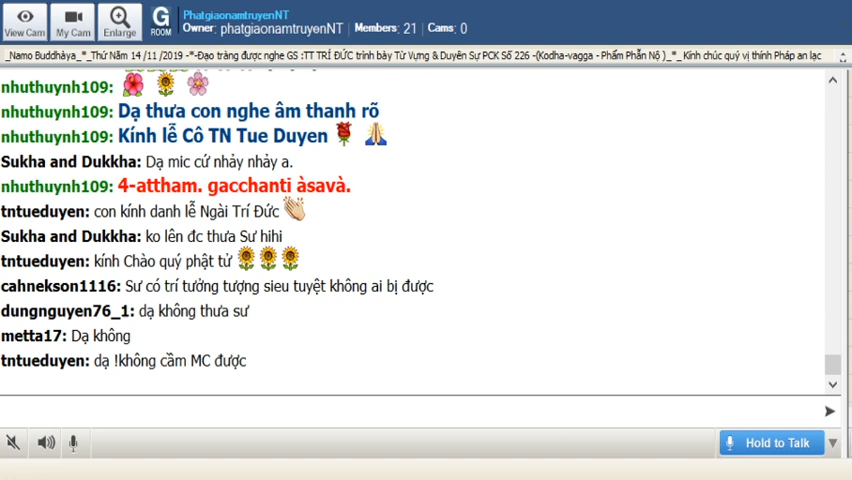 View Cam
My Cam
Enlarge
G
ROOM
PhatgiaonamtruyenNT
Owner: phatgiaonamtruyenNT | Members: 21 | Cams: 0
_Namo Buddhàya_*_Thứ Năm 14 /11 /2019 -*-Đạo tràng được nghe GS :TT TRÍ ĐỨC trình bày Từ Vựng & Duyên Sự PCK Số 226 -(Kodha-vagga - Phẩm Phẫn Nộ )_*_ Kính chúc quý vị thính Pháp an lạc
nhuthuynh109:
nhuthuynh109: Dạ thưa con nghe âm thanh rõ
nhuthuynh109: Kính lễ Cô TN Tue Duyen
Sukha and Dukkha: Dạ mic cứ nhảy nhảy a.
nhuthuynh109: 4-attham. gacchanti àsavà.
tntueduyen: con kính danh lễ Ngài Trí Đức
Sukha and Dukkha: ko lên đc thưa Sư hihi
tntueduyen: kính Chào quý phật tử
cahnekson1116: Sư có trí tưởng tượng sieu tuyệt không ai bị được
dungnguyen76_1: dạ không thưa sư
metta17: Dạ không
tntueduyen: dạ !không cầm MC được
Hold to Talk